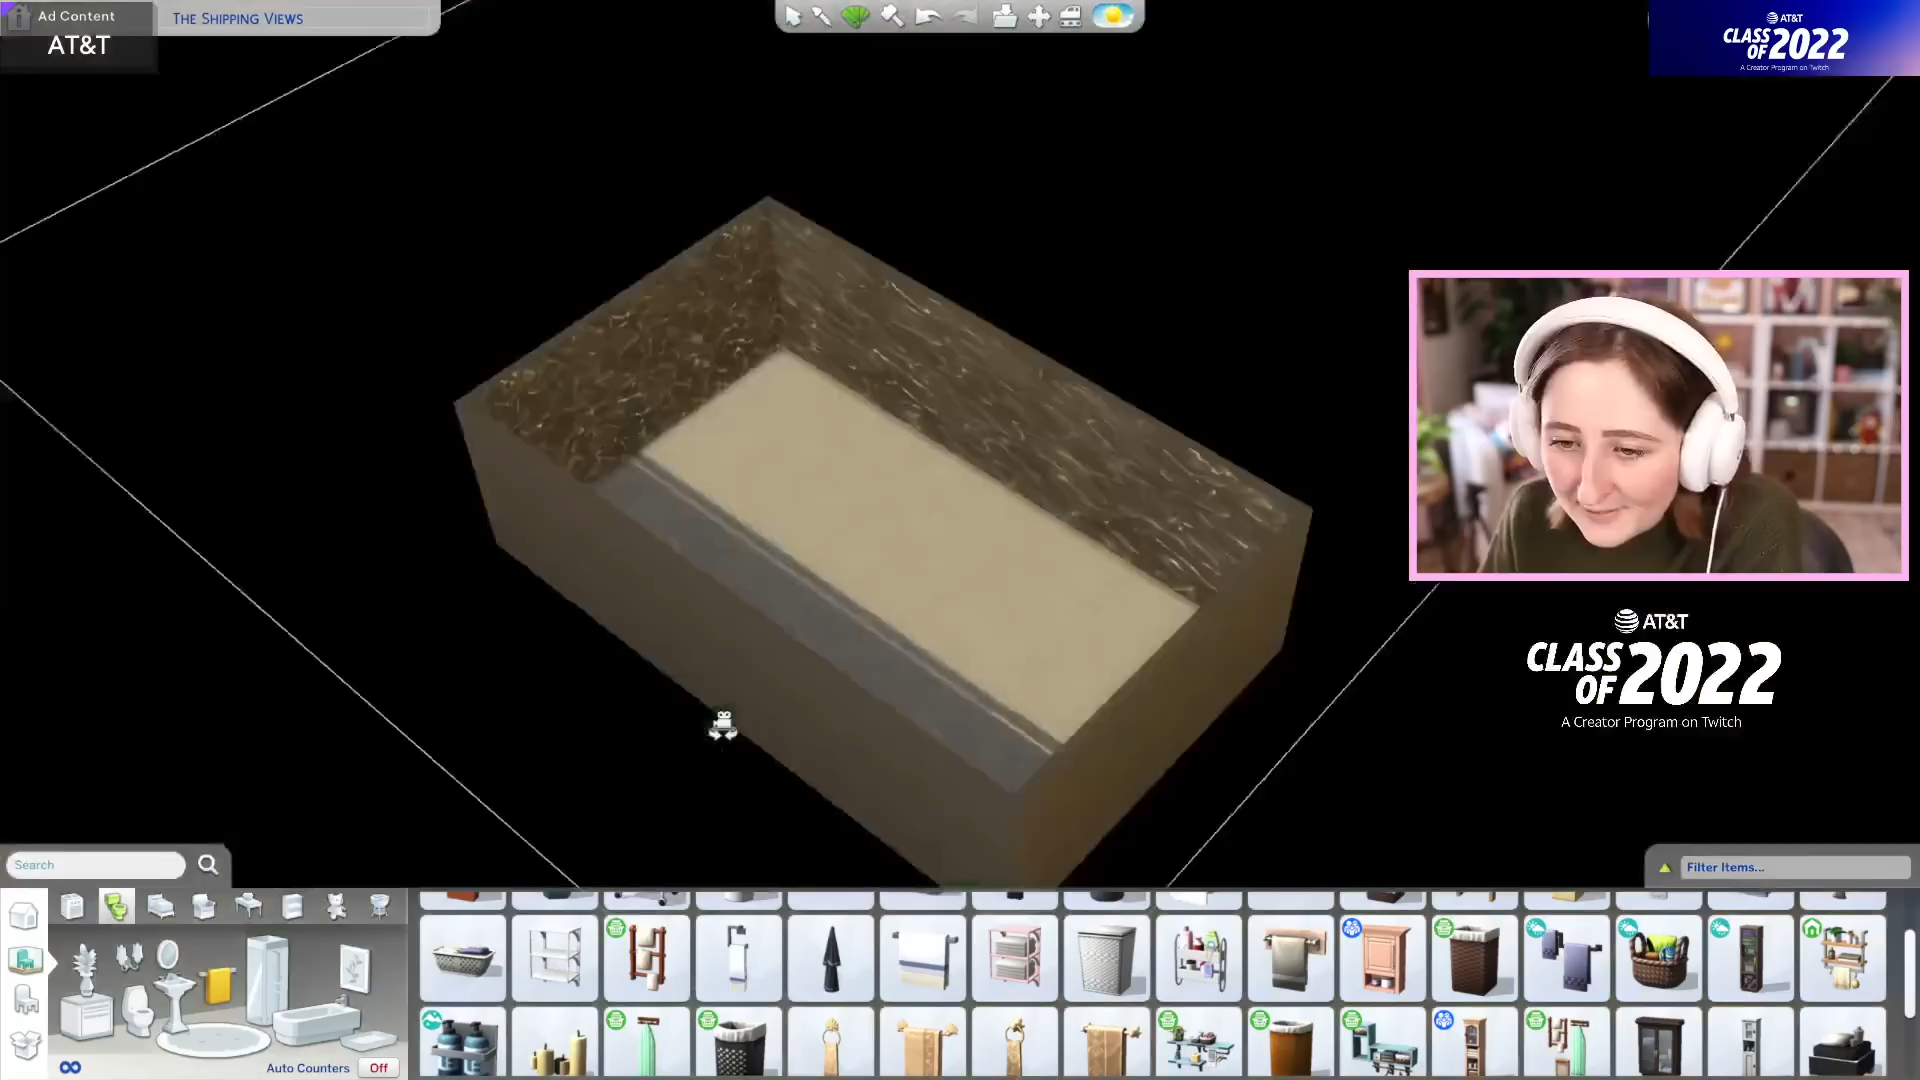 Ad Content
AT&T
The Shipping Views
AT&T
CLASS OF 2022
A Creator Program on Twitch
AT&T
CLASS OF 2022
A Creator Program on Twitch
Search
Filter Items...
Auto Counters Off